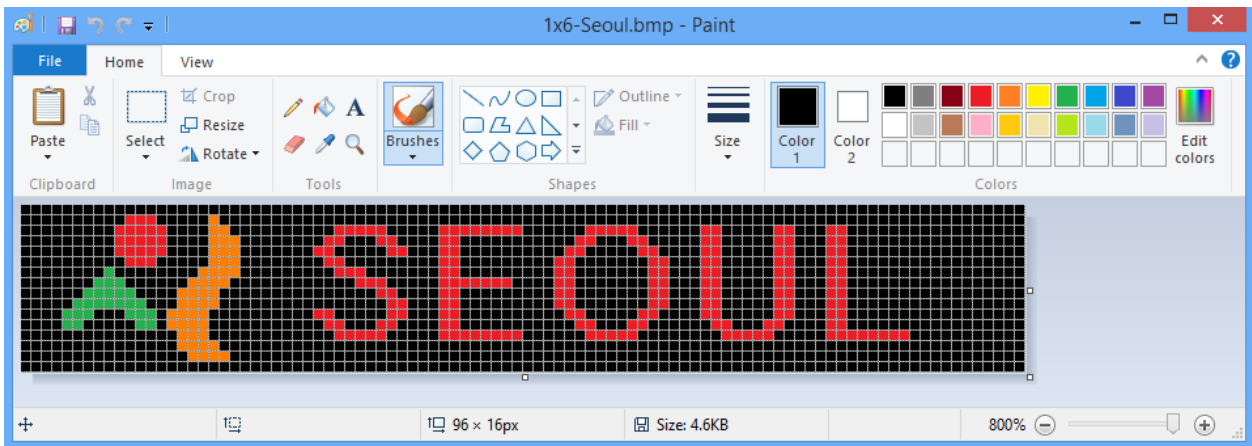 1x6-Seoul.bmp - Paint
File Home View
Paste
Select
Crop
Resize
Rotate
A
Brushes
Outline
Fill
Size
Color 1
Color 2
Edit colors
Clipboard Image Tools Shapes Colors
SEOUL
96 × 16px Size: 4.6KB 800%